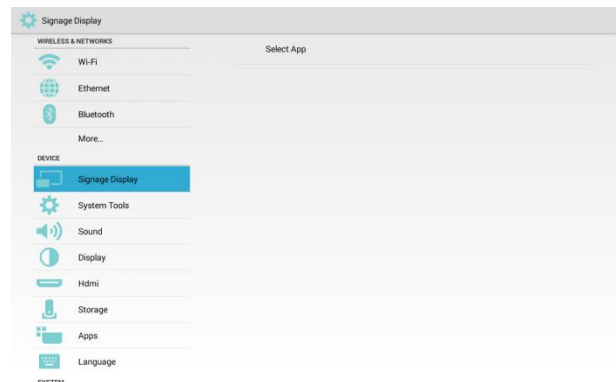 Signage Display
WIRELESS & NETWORKS
Wi-Fi
Ethernet
Bluetooth
More...
DEVICE
Signage Display
System Tools
Sound
Display
Hdmi
Storage
Apps
Language
SYSTEM
Select App